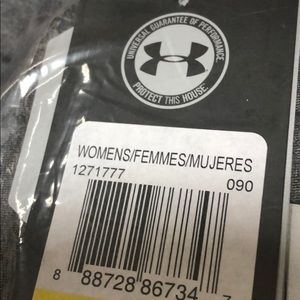 UNIVERSAL GUARANTEE OF PERFORMANCE
PROTECT THIS HOUSE
WOMENS/FEMMES/MUJERES
1271777 090
8 88728 86734